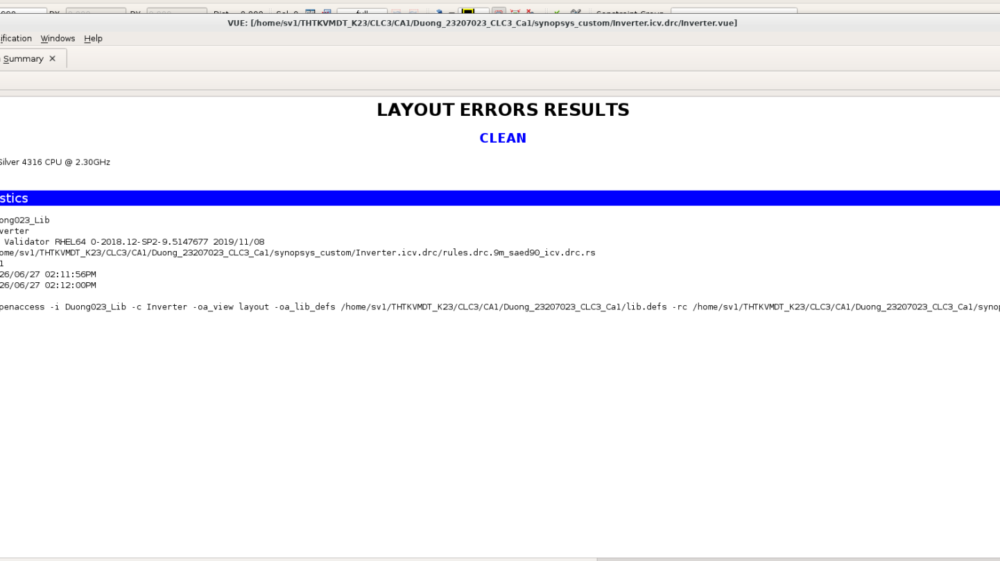 VUE: [/home/sv1/THTKVMDT_K23/CLC3/CA1/Duong_23207023_CLC3_Ca1/synopsys_custom/Inverter.icv.drc/Inverter.vue]
ification Windows Help
Summary ✕
LAYOUT ERRORS RESULTS
CLEAN
Silver 4316 CPU @ 2.30GHz
stics
ong023_Lib
verter
Validator RHEL64 O-2018.12-SP2-9.5147677 2019/11/08
ome/sv1/THTKVMDT_K23/CLC3/CA1/Duong_23207023_CLC3_Ca1/synopsys_custom/Inverter.icv.drc/rules.drc.9m_saed90_icv.drc.rs
1
26/06/27 02:11:56PM
26/06/27 02:12:00PM
penaccess -i Duong023_Lib -c Inverter -oa_view layout -oa_lib_defs /home/sv1/THTKVMDT_K23/CLC3/CA1/Duong_23207023_CLC3_Ca1/lib.defs -rc /home/sv1/THTKVMDT_K23/CLC3/CA1/Duong_23207023_CLC3_Ca1/synop